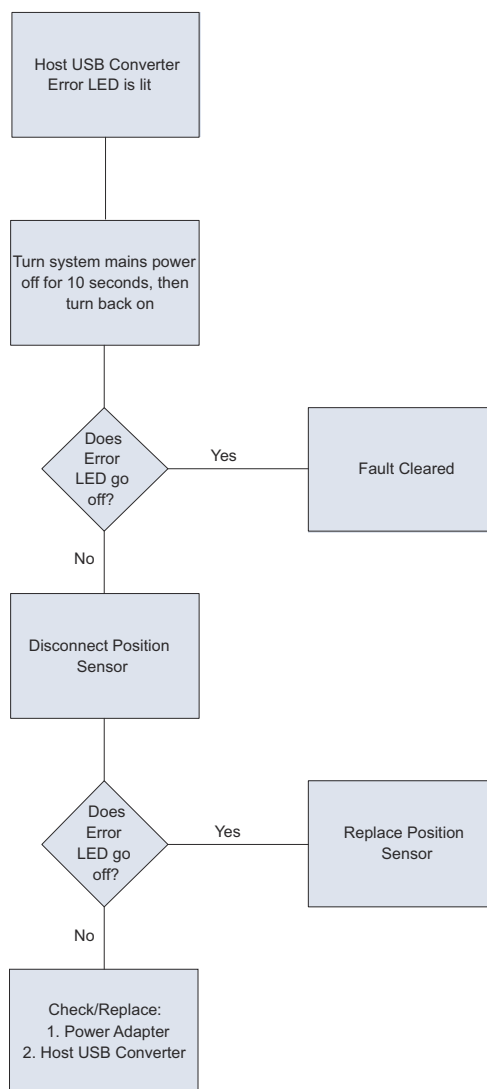 Host USB Converter
Error LED is lit
Turn system mains power
off for 10 seconds, then
turn back on
Does
Error
LED go
off?
Yes
Fault Cleared
No
Disconnect Position
Sensor
Does
Error
LED go
off?
Yes
Replace Position
Sensor
No
Check/Replace:
1. Power Adapter
2. Host USB Converter